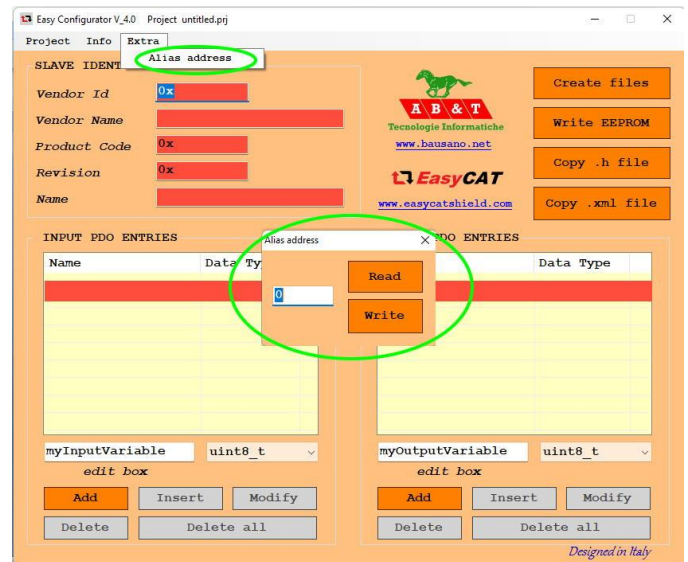 Easy Configurator V_4.0 Project untitled.prj
Project Info Extra
Alias address
SLAVE IDENT
Vendor Id 0x
Vendor Name
Product Code 0x
Revision 0x
Name
A B & T
Tecnologie Informatiche
www.bausano.net
EasyCAT
www.easycatshield.com
Create files
Write EEPROM
Copy .h file
Copy .xml file
INPUT PDO ENTRIES
Name Data Ty
Alias address
0
Read
Write
PDO ENTRIES
Data Type
myInputVariable uint8_t
edit box
Add Insert Modify
Delete Delete all
myOutputVariable uint8_t
edit box
Add Insert Modify
Delete Delete all
Designed in Italy